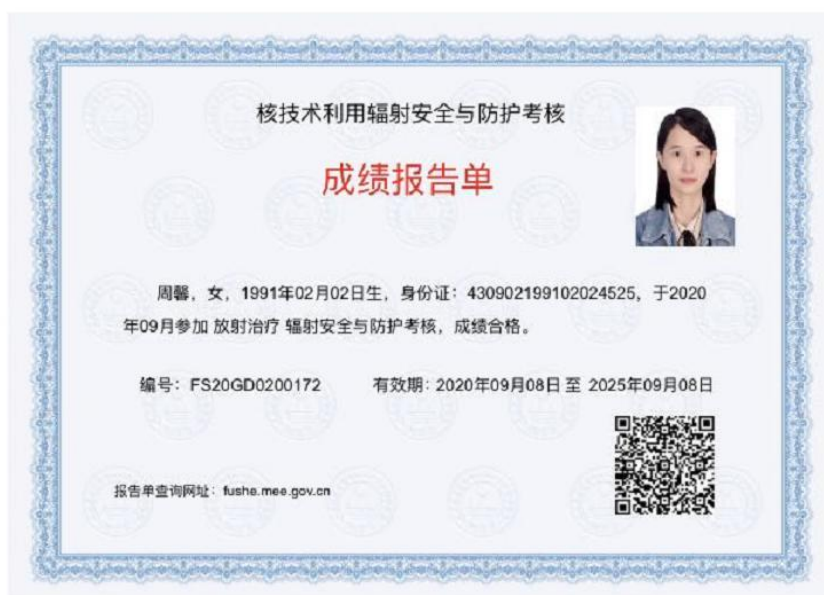 核技术利用辐射安全与防护考核
成绩报告单
周馨，女，1991年02月02日生，身份证：430902199102024525，于2020
年09月参加 放射治疗 辐射安全与防护考核，成绩合格。
编号：FS20GD0200172 有效期：2020年09月08日 至 2025年09月08日
报告单查询网址：fushe.mee.gov.cn